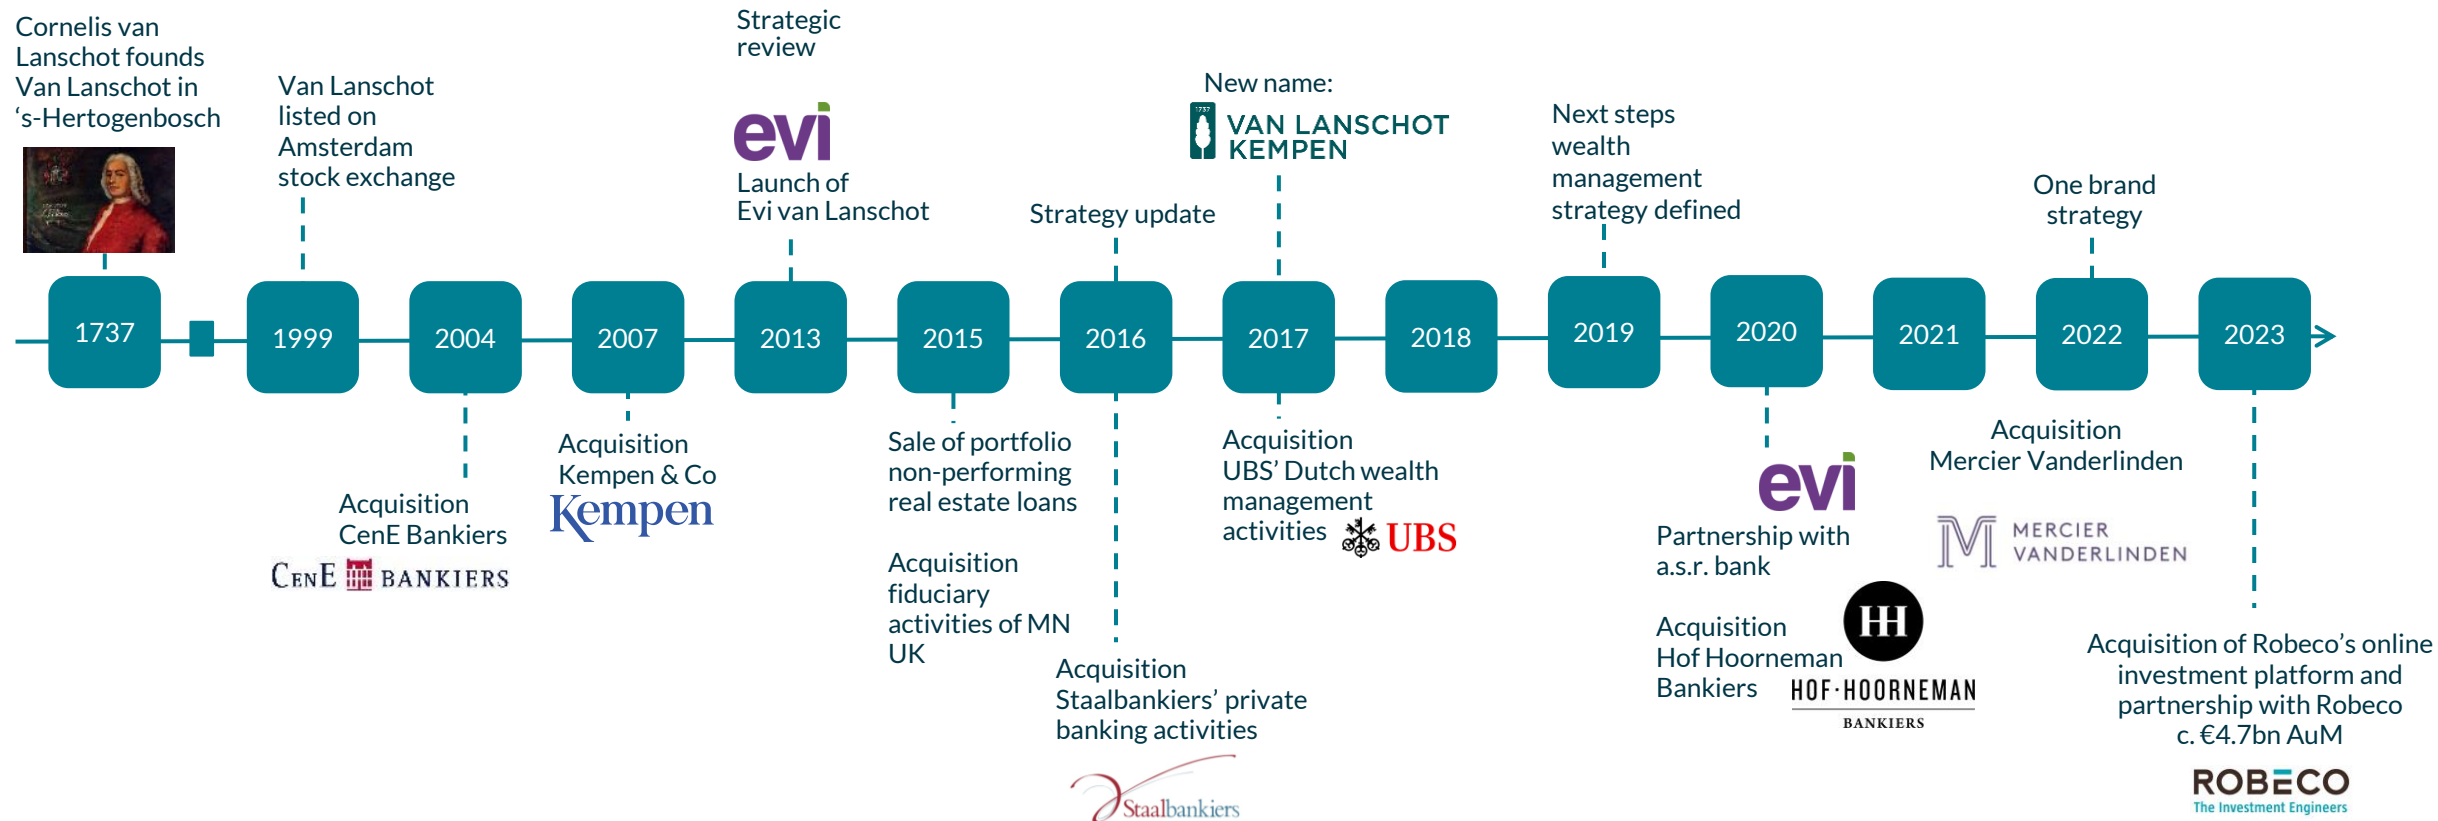 Cornelis van
Lanschot founds
Van Lanschot in
‘s-Hertogenbosch
Van Lanschot
listed on
Amsterdam
stock exchange
Strategic
review
evi
Launch of
Evi van Lanschot
Strategy update
New name:
1737
VAN LANSCHOT
KEMPEN
Next steps
wealth
management
strategy defined
One brand
strategy
1737
1999
2004
2007
2013
2015
2016
2017
2018
2019
2020
2021
2022
2023
Acquisition
CenE Bankiers
CENE BANKIERS
Acquisition
Kempen & Co
Kempen
Sale of portfolio
non-performing
real estate loans
Acquisition
fiduciary
activities of MN
UK
Acquisition
Staalbankiers’ private
banking activities
Staalbankiers
Acquisition
UBS’ Dutch wealth
management
activities
UBS
evi
Partnership with
a.s.r. bank
Acquisition
Hof Hoorneman
Bankiers
HH
HOF·HOORNEMAN
BANKIERS
Acquisition
Mercier Vanderlinden
M
MERCIER
VANDERLINDEN
Acquisition of Robeco’s online
investment platform and
partnership with Robeco
c. €4.7bn AuM
ROBECO
The Investment Engineers